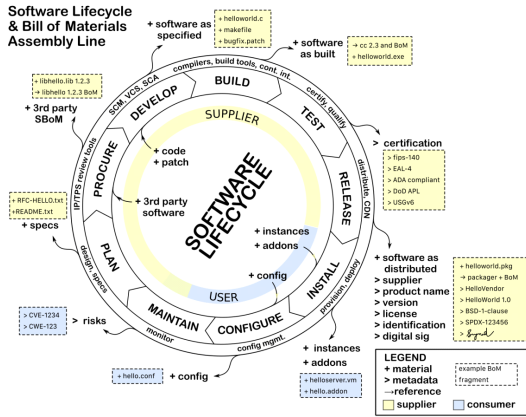 Software Lifecycle
& Bill of Materials
Assembly Line
+ software as
specified
+ helloworld.c
+ makefile
+ bugfix.patch
+ software
as built
→ cc 2.3 and BoM
+ helloworld.exe
compilers, build tools, cont. int.
SCM, VCS, SCA
certify, qualify
+ libhello.lib 1.2.3
→ libhello 1.2.3 BoM
+ 3rd party
SBoM
DEVELOP
BUILD
TEST
SUPPLIER
> certification
> fips-140
> EAL-4
> ADA compliant
> DoD APL
> USGv6
+ code
+ patch
IP/TPS review tools
PROCURE
+ 3rd party
software
SOFTWARE
LIFECYCLE
RELEASE
distribute, CDN
+ RFC-HELLO.txt
+README.txt
+ specs
design, specs
PLAN
+ instances
+ addons
+ config
INSTALL
provision, deploy
+ software as
distributed
> supplier
> product name
> version
> license
> identification
> digital sig
+ helloworld.pkg
→ packager + BoM
> HelloVendor
> HelloWorld 1.0
> BSD-1-clause
> SPDX-123456
> Signed
USER
MAINTAIN
CONFIGURE
> CVE-1234
> CWE-123
> risks
monitor
config mgmt.
+ hello.conf
+ config
+ instances
+ addons
+ helloserver.vm
+ hello.addon
LEGEND
+ material
> metadata
→reference
example BoM
fragment
supplier
consumer